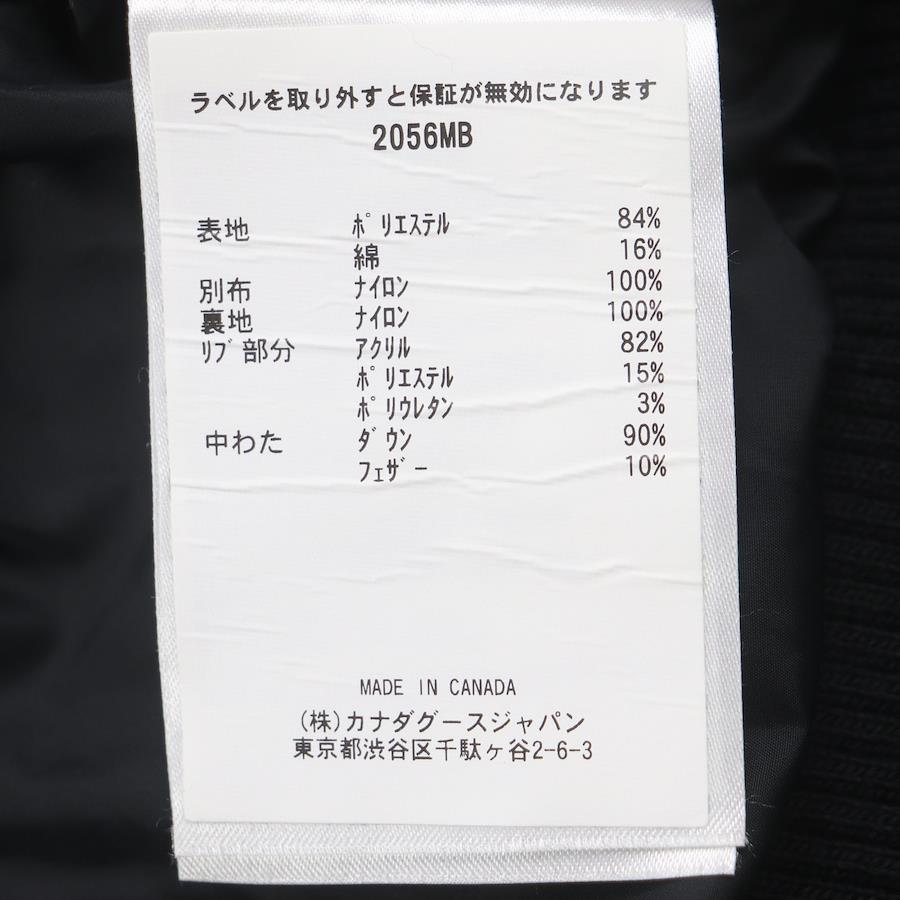 ラベルを取り外すと保証が無効になります
2056MB
表地 ﾎﾟﾘｴｽﾃﾙ 84%
綿 16%
別布 ﾅｲﾛﾝ 100%
裏地 ﾅｲﾛﾝ 100%
ﾘﾌﾞ部分 ｱｸﾘﾙ 82%
ﾎﾟﾘｴｽﾃﾙ 15%
ﾎﾟﾘｳﾚﾀﾝ 3%
中わた ﾀﾞｳﾝ 90%
ﾌｪｻﾞｰ 10%
MADE IN CANADA
(株)カナダグースジャパン
東京都渋谷区千駄ヶ谷2-6-3